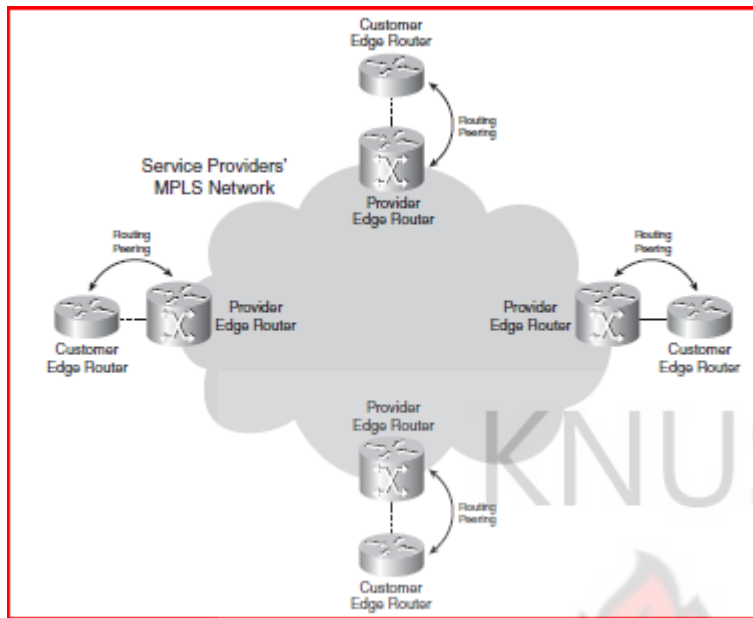 Customer
Edge Router
Routing
Peering
Service Providers'
MPLS Network
Provider
Edge Router
Routing
Peering
Provider
Edge Router
Customer
Edge Router
Routing
Peering
Provider
Edge Router
Customer
Edge Router
Provider
Edge Router
KNUS
Routing
Peering
Customer
Edge Router